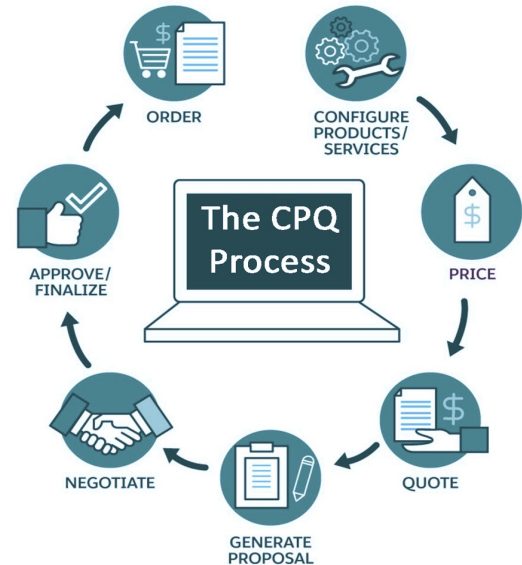 The CPQ
Process
CONFIGURE
PRODUCTS/
SERVICES
$
PRICE
$
QUOTE
$
GENERATE
PROPOSAL
NEGOTIATE
APPROVE/
FINALIZE
ORDER
$